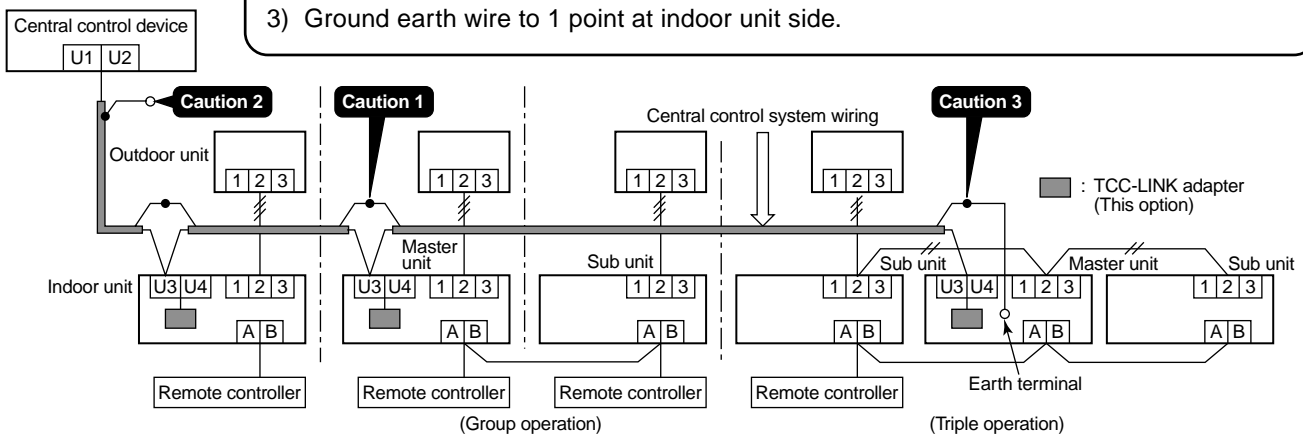 3) Ground earth wire to 1 point at indoor unit side.
Central control device
U1 U2
Caution 2
Caution 1
Caution 3
Central control system wiring
Outdoor unit
1 2 3
1 2 3
1 2 3
1 2 3
: TCC-LINK adapter
(This option)
Master
unit
Sub unit
Sub unit
Master unit
Sub unit
Indoor unit
U3 U4
1 2 3
U3 U4
1 2 3
1 2 3
1 2 3
U3 U4
1 2 3
1 2 3
A B
A B
A B
A B
A B
A B
Earth terminal
Remote controller
Remote controller
Remote controller
Remote controller
(Group operation)
(Triple operation)